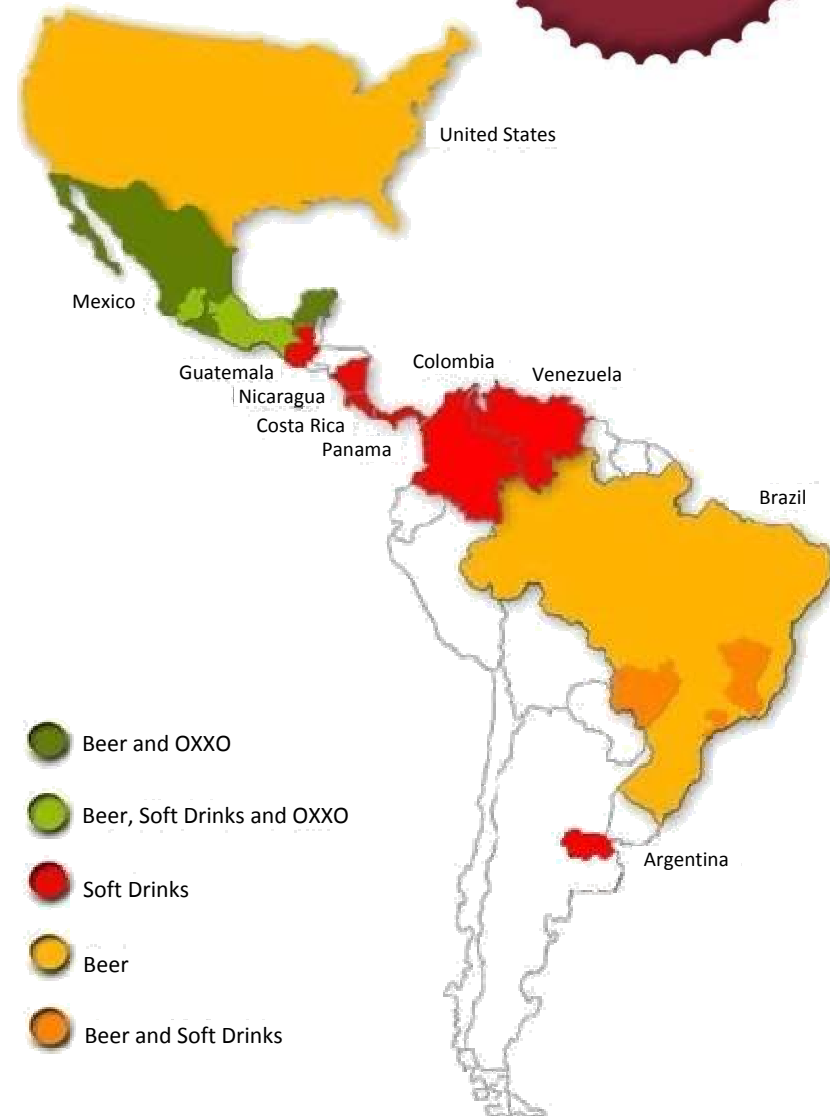 United States
Mexico
Guatemala
Nicaragua
Costa Rica
Panama
Colombia
Venezuela
Brazil
Argentina
Beer and OXXO
Beer, Soft Drinks and OXXO
Soft Drinks
Beer
Beer and Soft Drinks